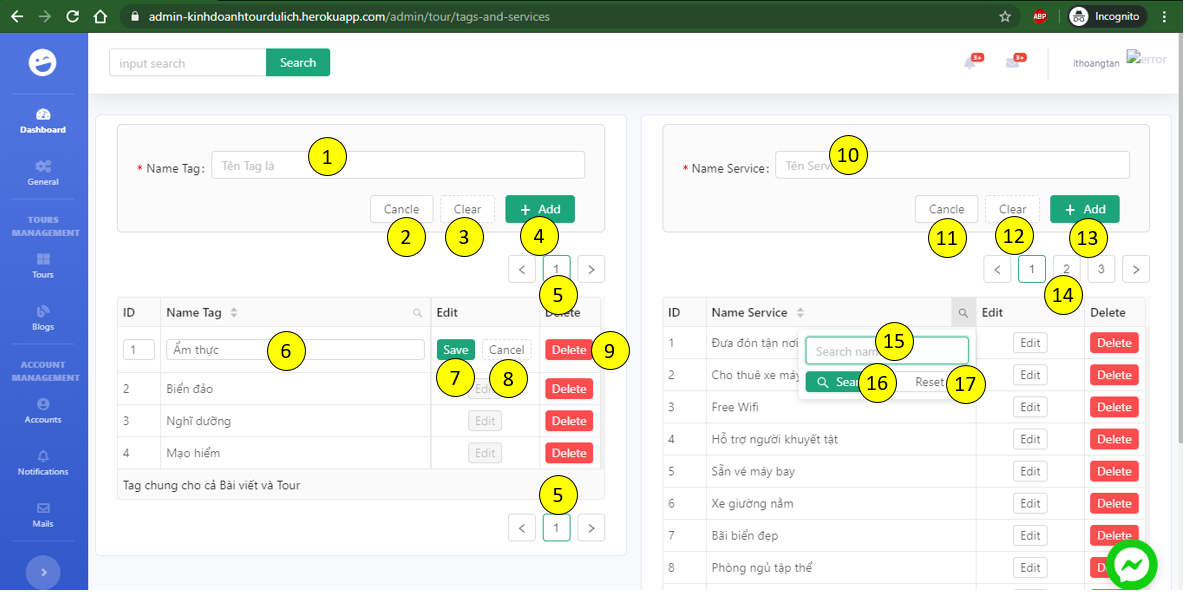 admin-kinhdoanhtourdulich.herokuapp.com/admin/tour/tags-and-services
ABP
Incognito
input search
Search
3+
3+
ithoangtan
error
Dashboard
General
TOURS
MANAGEMENT
Tours
Blogs
ACCOUNT
MANAGEMENT
Accounts
Notifications
Mails
* Name Tag:
Tên Tag là
1
Cancle
Clear
+ Add
2
3
4
< 1 >
5
ID
Name Tag
Edit
Delete
1
Ẩm thực
6
Save
Cancel
Delete
9
7
8
2
Biển đảo
Edit
Delete
3
Nghĩ dưỡng
Edit
Delete
4
Mạo hiểm
Edit
Delete
Tag chung cho cả Bài viết và Tour
5
< 1 >
* Name Service:
Tên Serv
10
Cancle
Clear
+ Add
11
12
13
< 1 2 3 >
14
ID
Name Service
Edit
Delete
1
Đưa đón tận nơi
Edit
Delete
15
Search nam
2
Cho thuê xe máy
Edit
Delete
Sear
16
Reset
17
3
Free Wifi
Edit
Delete
4
Hỗ trợ người khuyết tật
Edit
Delete
5
Sẵn vé máy bay
Edit
Delete
6
Xe giường nằm
Edit
Delete
7
Bãi biển đẹp
Edit
Delete
8
Phòng ngủ tập thể
Edit